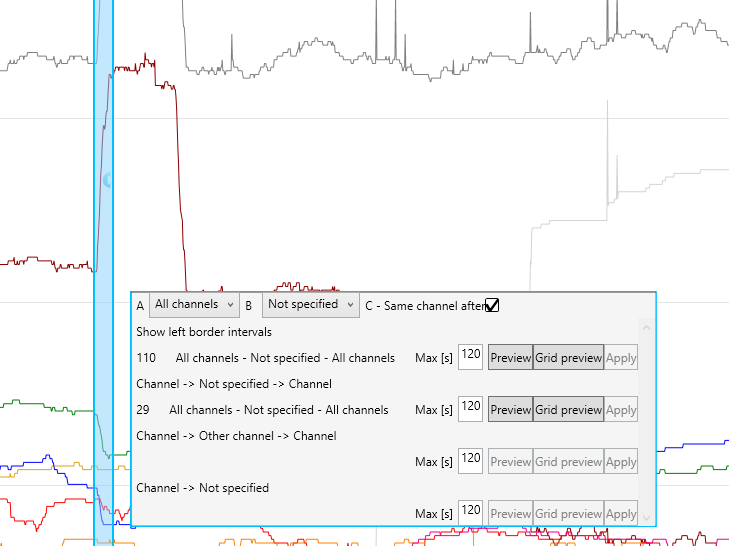 A All channels B Not specified C - Same channel after
Show left border intervals
110 All channels - Not specified - All channels Max [s] 120 Preview Grid preview Apply
Channel -> Not specified -> Channel
29 All channels - Not specified - All channels Max [s] 120 Preview Grid preview Apply
Channel -> Other channel -> Channel
Max [s] 120 Preview Grid preview Apply
Channel -> Not specified
Max [s] 120 Preview Grid preview Apply